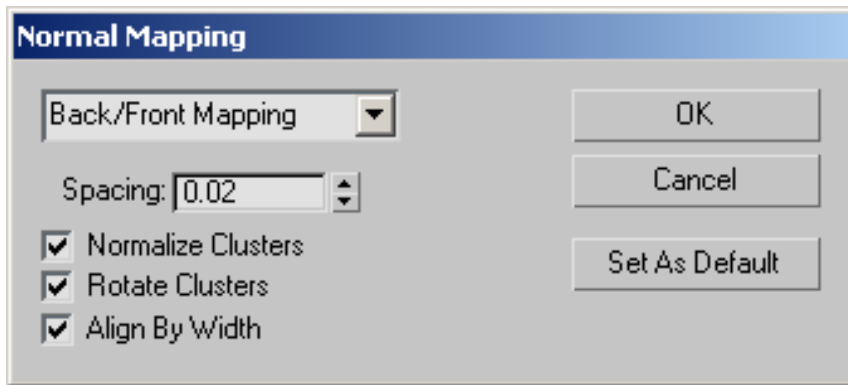 Normal Mapping
Back/Front Mapping
OK
Spacing: 0.02
Cancel
Normalize Clusters
Set As Default
Rotate Clusters
Align By Width